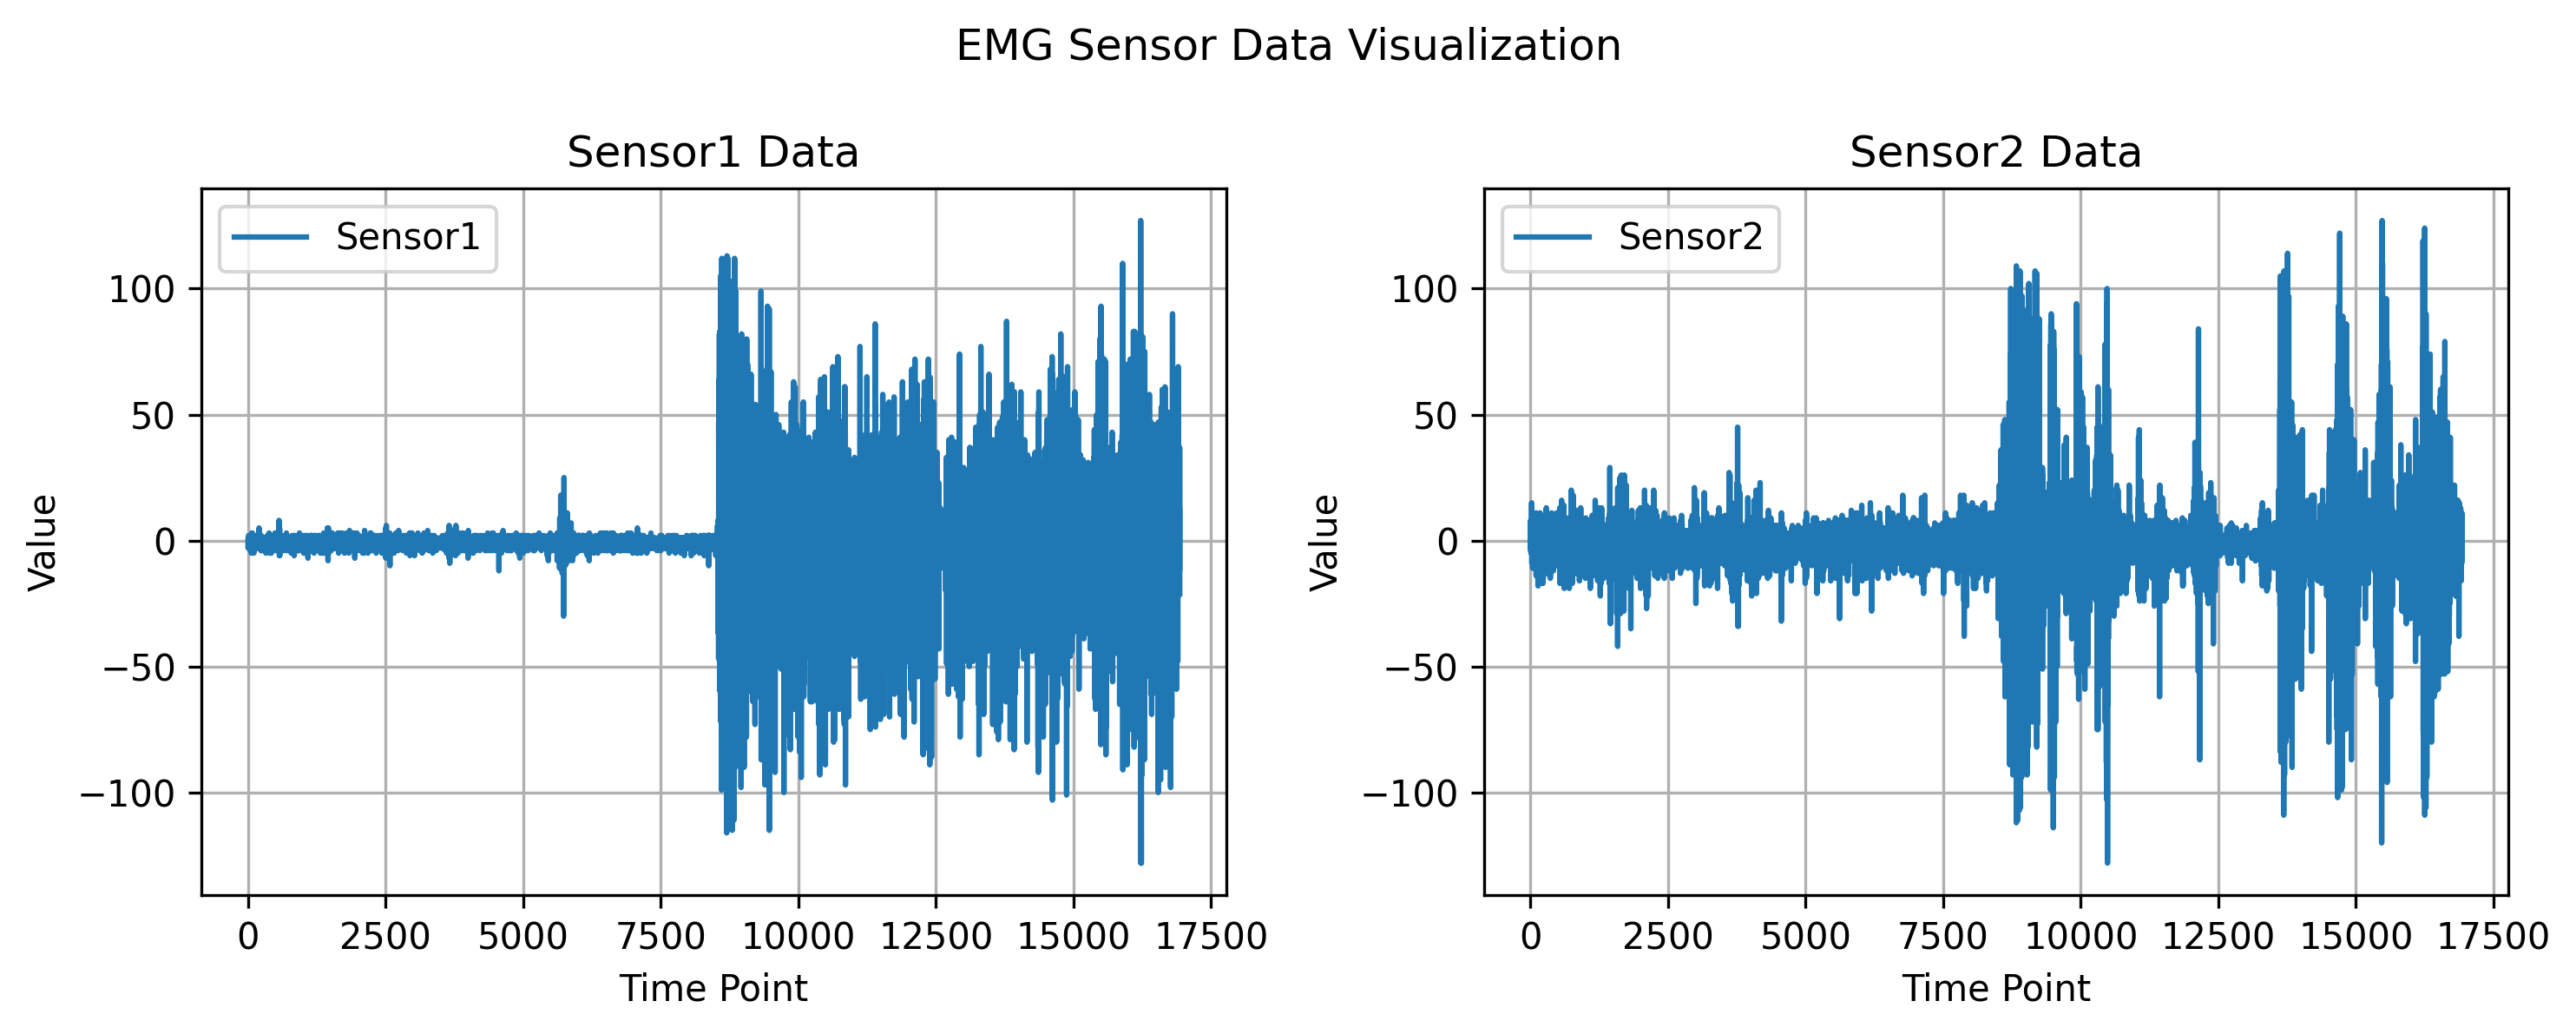 EMG Sensor Data Visualization
Sensor1 Data
Sensor1
100
50
0
−50
−100
Value
0 2500 5000 7500 10000 12500 15000 17500
Time Point
Sensor2 Data
Sensor2
100
50
0
−50
−100
Value
0 2500 5000 7500 10000 12500 15000 17500
Time Point